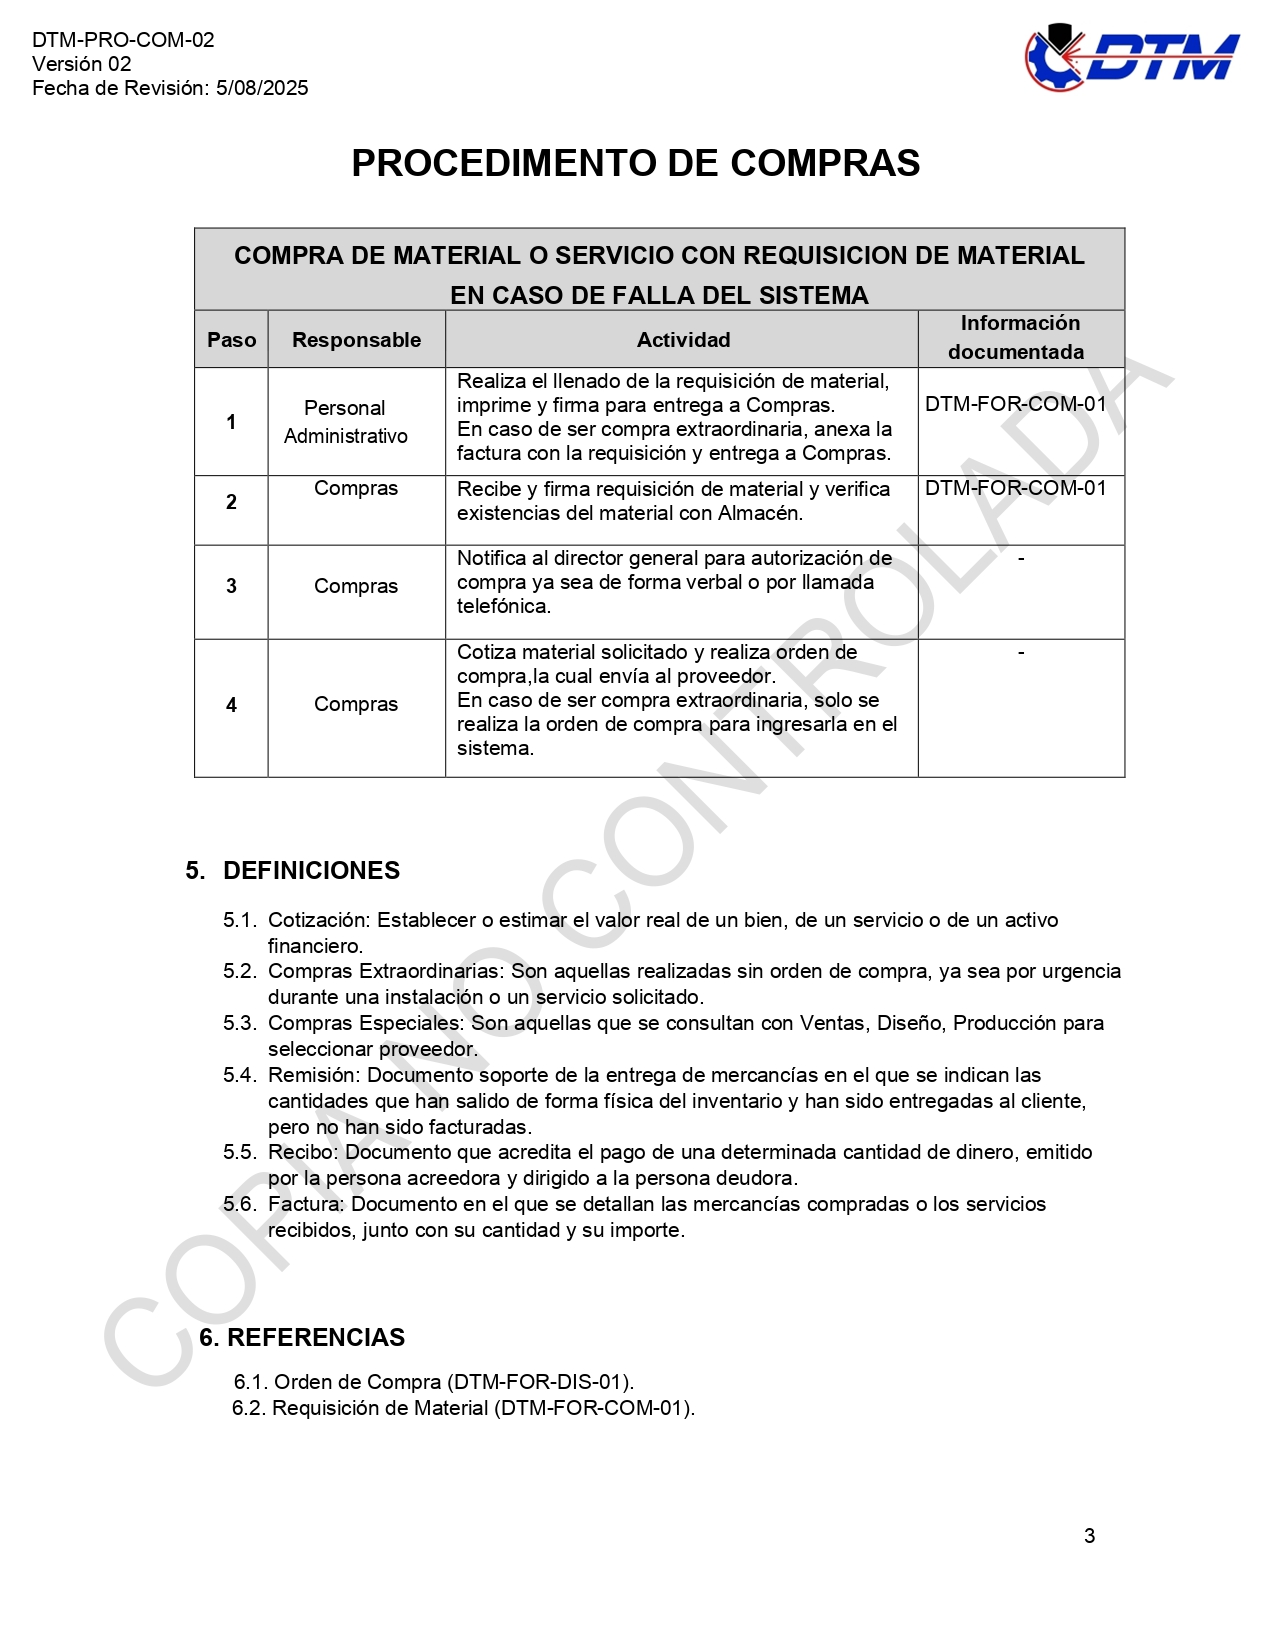 DTM-PRO-COM-02
Versión 02
Fecha de Revisión: 5/08/2025
DTM
PROCEDIMENTO DE COMPRAS
COMPRA DE MATERIAL O SERVICIO CON REQUISICION DE MATERIAL
EN CASO DE FALLA DEL SISTEMA
Paso Responsable Actividad Información documentada
1
Personal
Administrativo
Realiza el llenado de la requisición de material,
imprime y firma para entrega a Compras.
En caso de ser compra extraordinaria, anexa la
factura con la requisición y entrega a Compras.
DTM-FOR-COM-01
2
Compras
Recibe y firma requisición de material y verifica
existencias del material con Almacén.
DTM-FOR-COM-01
3
Compras
Notifica al director general para autorización de
compra ya sea de forma verbal o por llamada
telefónica.
-
4
Compras
Cotiza material solicitado y realiza orden de
compra,la cual envía al proveedor.
En caso de ser compra extraordinaria, solo se
realiza la orden de compra para ingresarla en el
sistema.
-
COPIA NO CONTROLADA
5. DEFINICIONES
5.1. Cotización: Establecer o estimar el valor real de un bien, de un servicio o de un activo
financiero.
5.2. Compras Extraordinarias: Son aquellas realizadas sin orden de compra, ya sea por urgencia
durante una instalación o un servicio solicitado.
5.3. Compras Especiales: Son aquellas que se consultan con Ventas, Diseño, Producción para
seleccionar proveedor.
5.4. Remisión: Documento soporte de la entrega de mercancías en el que se indican las
cantidades que han salido de forma física del inventario y han sido entregadas al cliente,
pero no han sido facturadas.
5.5. Recibo: Documento que acredita el pago de una determinada cantidad de dinero, emitido
por la persona acreedora y dirigido a la persona deudora.
5.6. Factura: Documento en el que se detallan las mercancías compradas o los servicios
recibidos, junto con su cantidad y su importe.
6. REFERENCIAS
6.1. Orden de Compra (DTM-FOR-DIS-01).
6.2. Requisición de Material (DTM-FOR-COM-01).
3